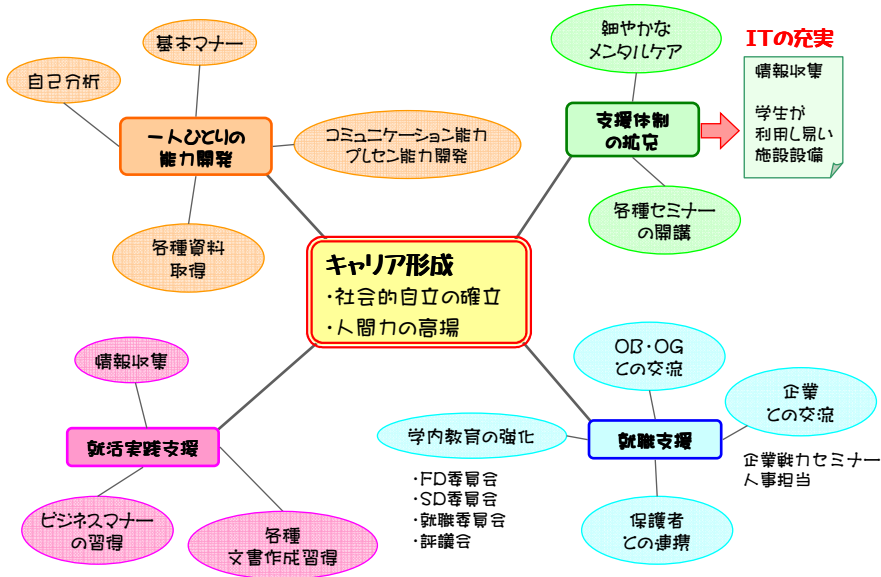 基本マナー
自己分析
一人ひとりの
能力開発
コミュニケーション能力
プレセン能力開発
各種資料
取得
細やかな
メンタルケア
支援体制
の拡充
各種セミナー
の開講
ITの充実
情報収集
学生が
利用し易い
施設設備
キャリア形成
・社会的自立の確立
・人間力の高揚
情報収集
就活実践支援
ビジネスマナー
の習得
各種
文書作成習得
OB・OG
との交流
企業
との交流
企業戦力セミナー
人事担当
就職支援
学内教育の強化
・FD委員会
・SD委員会
・就職委員会
・評議会
保護者
との連携